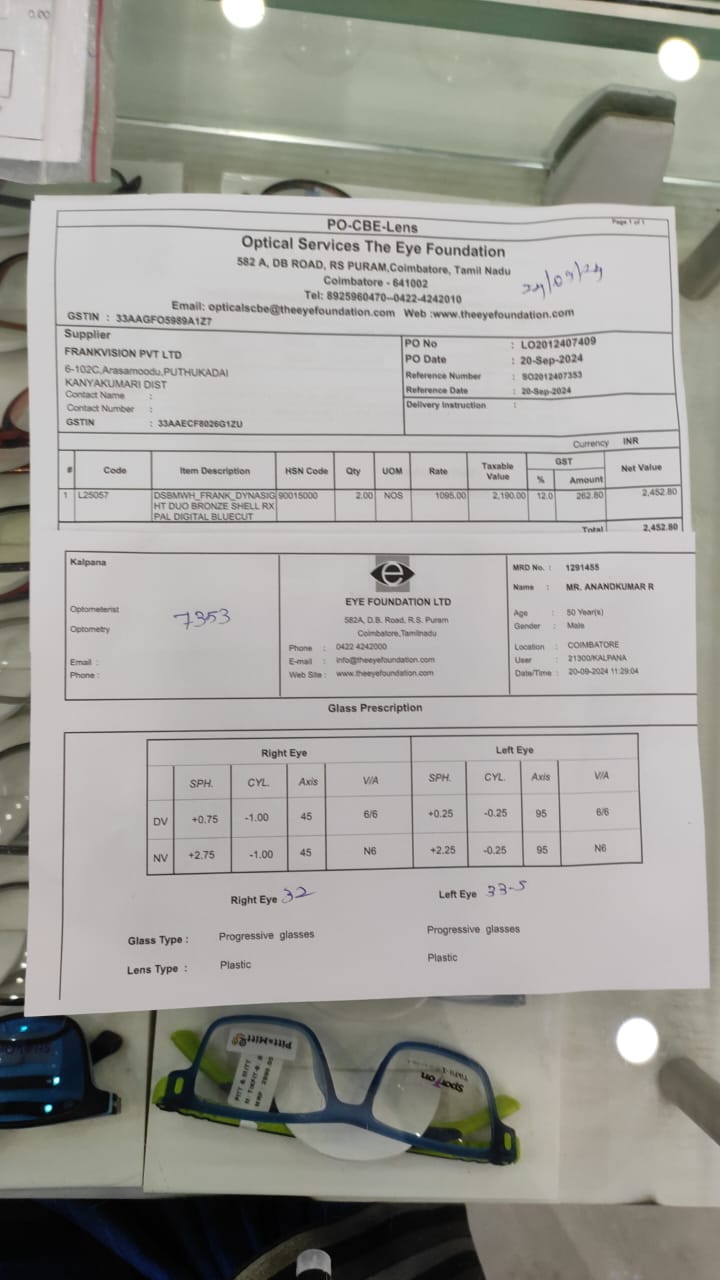 0.00
PO-CBE-Lens
Page 1 of 1
Optical Services The Eye Foundation
582 A, DB ROAD, RS PURAM,Coimbatore, Tamil Nadu
Coimbatore - 641002
Tel: 8925960470--0422-4242010
Email: opticalscbe@theeyefoundation.com Web :www.theeyefoundation.com
GSTIN : 33AAGFO5989A1Z7
Supplier
FRANKVISION PVT LTD
6-102C,Arasamoodu,PUTHUKADAI
KANYAKUMARI DIST
Contact Name :
Contact Number :
GSTIN : 33AAECF8026G1ZU
PO No : LO2012407409
PO Date : 20-Sep-2024
Reference Number : SO2012407353
Reference Date : 20-Sep-2024
Delivery Instruction :
Currency INR
# Code Item Description HSN Code Qty UOM Rate Taxable Value GST % Amount Net Value
1 L25057 DSBMWH_FRANK_DYNASIG 90015000 2.00 NOS 1095.00 2,190.00 12.0 262.80 2,452.80
HT DUO BRONZE SHELL RX
PAL DIGITAL BLUECUT
Total 2,452.80
Kalpana
Optometerist
Optometry
7353
Email :
Phone :
e
EYE FOUNDATION LTD
582A, D.B. Road, R.S. Puram
Coimbatore,Tamilnadu
Phone : 0422 4242000
E-mail : info@theeyefoundation.com
Web Site : www.theeyefoundation.com
MRD No. : 1291455
Name : MR. ANANDKUMAR R
Age : 50 Year(s)
Gender : Male
Location : COIMBATORE
User : 21300/KALPANA
Date/Time : 20-09-2024 11:29:04
Glass Prescription
Right Eye Left Eye
SPH. CYL. Axis V/A SPH. CYL. Axis V/A
DV +0.75 -1.00 45 6/6 +0.25 -0.25 95 6/6
NV +2.75 -1.00 45 N6 +2.25 -0.25 95 N6
Right Eye 32 Left Eye 33-5
Glass Type : Progressive glasses Progressive glasses
Lens Type : Plastic Plastic
Pitt&Mitt
PITT & MITT